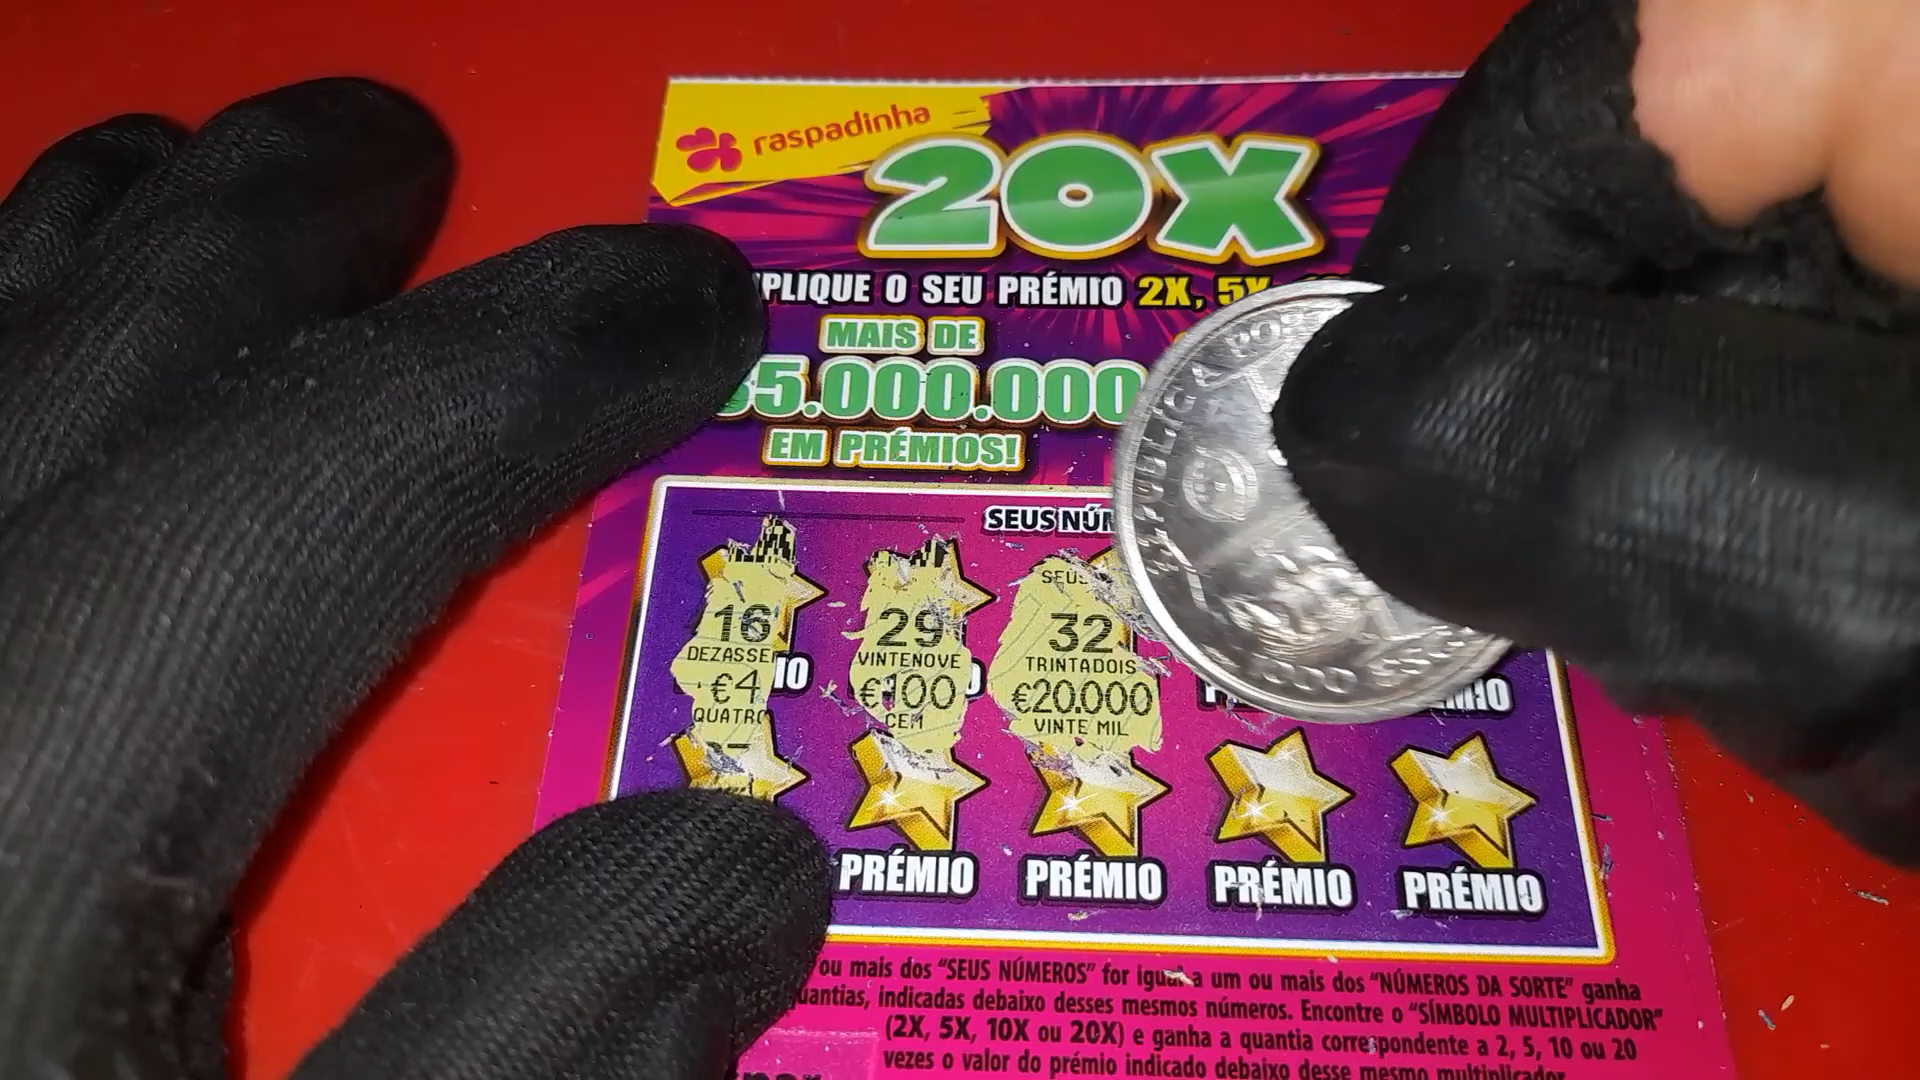 raspadinha
20X
PLIQUE O SEU PRÉMIO 2X, 5X
MAIS DE
5.000.000
EM PRÉMIOS!
SEUS
16
29
SEUS
32
VINTENOVE
TRINTADOIS
€4
€100
€20.000
QUATRO
CEM
VINTE MIL
PRÉMIO
PRÉMIO
PRÉMIO
PRÉMIO
ou mais dos "SEUS NÚMEROS" for igual a um ou mais dos "NÚMEROS DA SORTE" ganha
uantias, indicadas debaixo desses mesmos números. Encontre o "SÍMBOLO MULTIPLICADOR"
(2X, 5X, 10X ou 20X) e ganha a quantia correspondente a 2, 5, 10 ou 20
vezes o valor do prémio indicado debaixo desse mesmo multiplicador